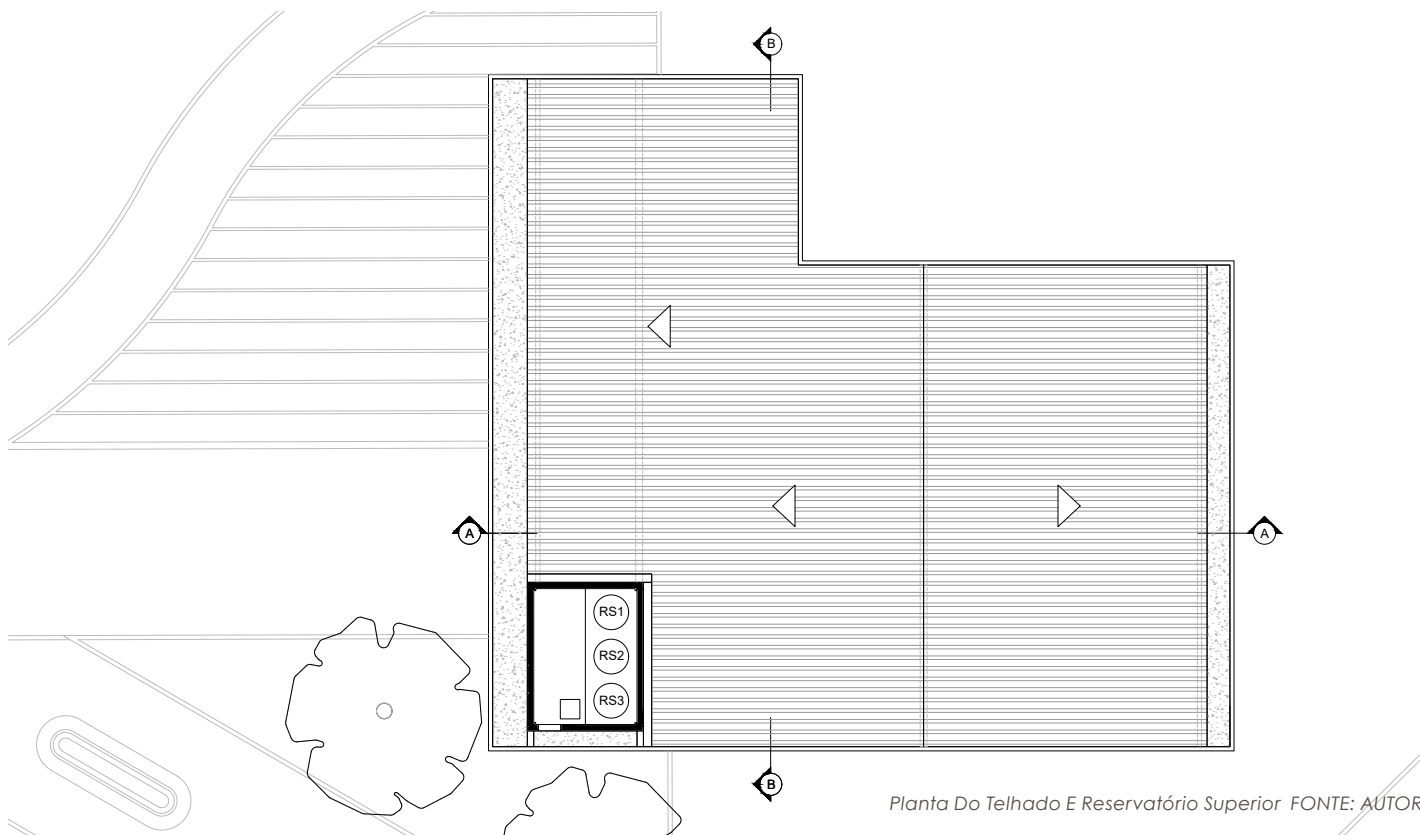 B
A
A
RS1
RS2
RS3
B
Planta Do Telhado E Reservatório Superior FONTE: AUTOR